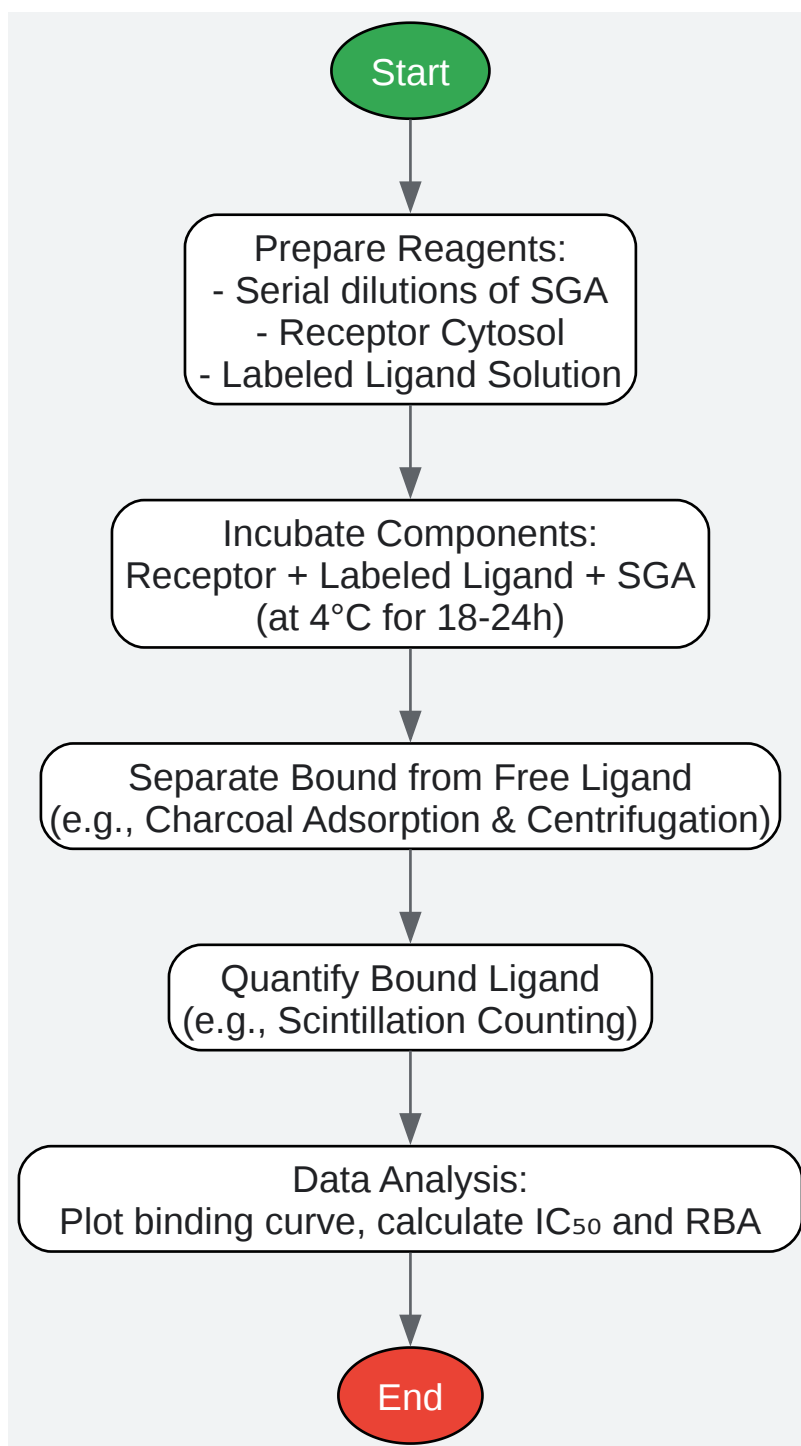 Start
Prepare Reagents:
- Serial dilutions of SGA
- Receptor Cytosol
- Labeled Ligand Solution
Incubate Components:
Receptor + Labeled Ligand + SGA
(at 4°C for 18-24h)
Separate Bound from Free Ligand
(e.g., Charcoal Adsorption & Centrifugation)
Quantify Bound Ligand
(e.g., Scintillation Counting)
Data Analysis:
Plot binding curve, calculate IC₅₀ and RBA
End